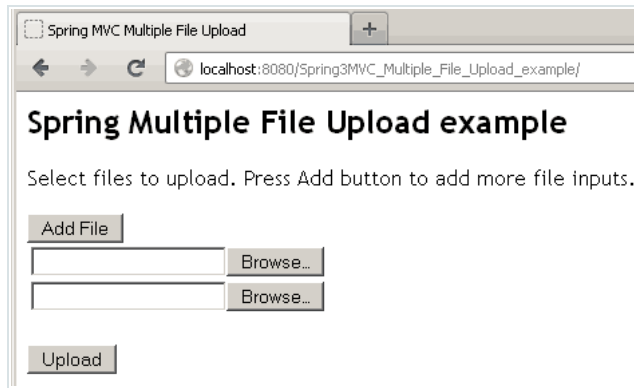 Spring MVC Multiple File Upload
localhost:8080/Spring3MVC_Multiple_File_Upload_example/
Spring Multiple File Upload example
Select files to upload. Press Add button to add more file inputs.
Add File
Browse...
Browse...
Upload